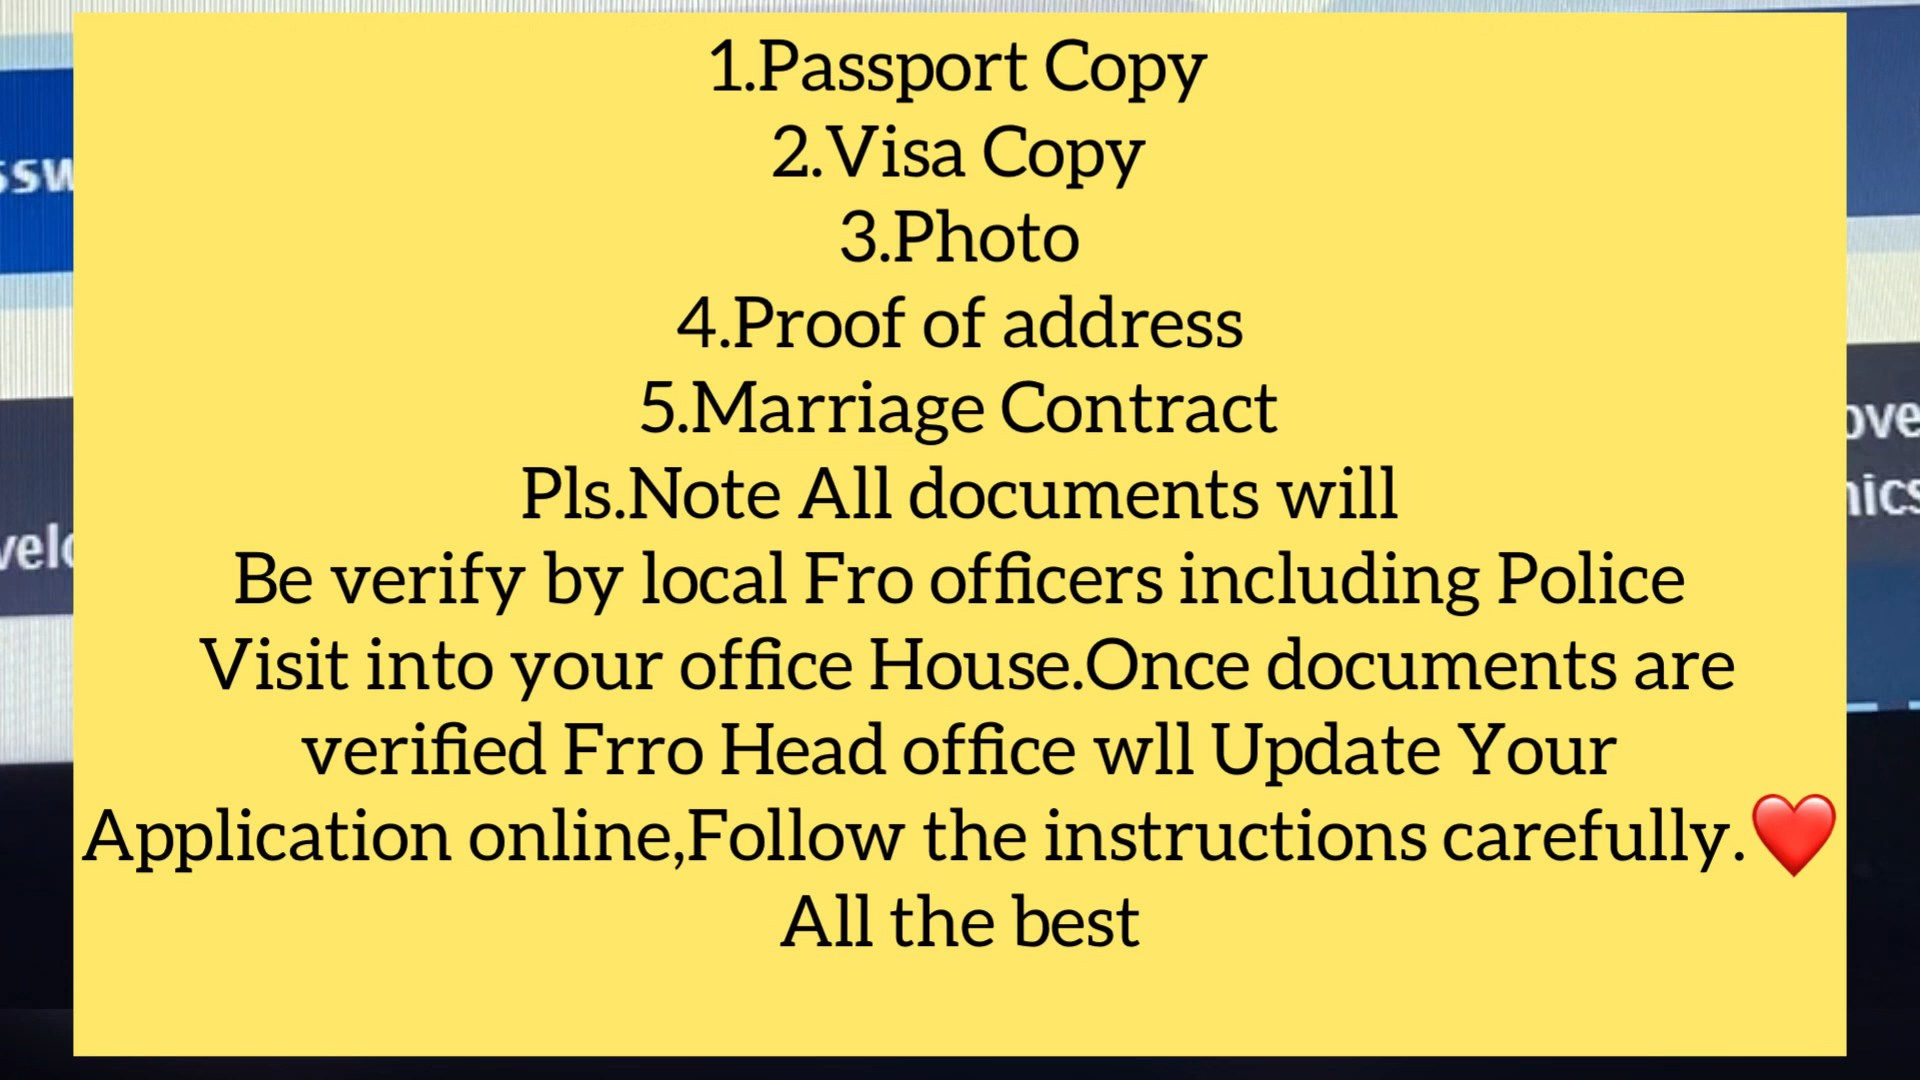 1.Passport Copy
2.Visa Copy
3.Photo
4.Proof of address
5.Marriage Contract
Pls.Note All documents will
Be verify by local Fro officers including Police
Visit into your office House.Once documents are
verified Frro Head office wll Update Your
Application online,Follow the instructions carefully.❤️
All the best